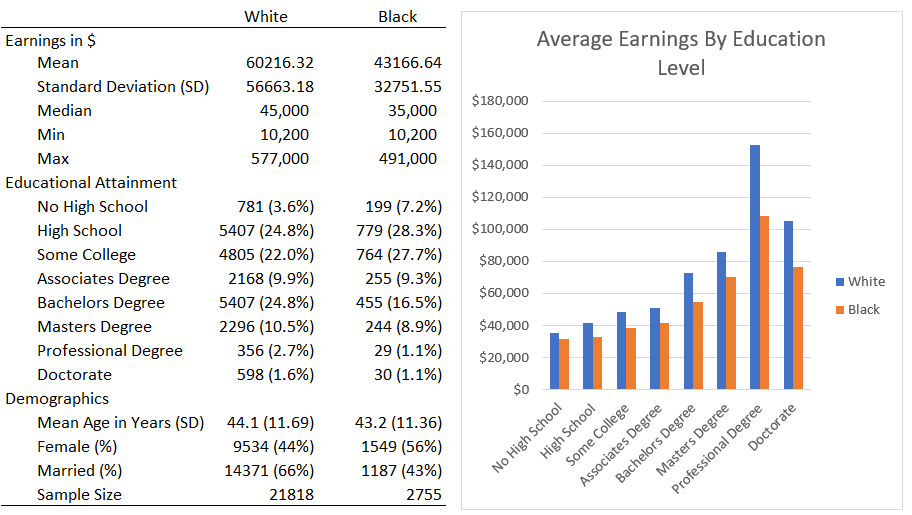 White Black
Earnings in $
Mean 60216.32 43166.64
Standard Deviation (SD) 56663.18 32751.55
Median 45,000 35,000
Min 10,200 10,200
Max 577,000 491,000
Educational Attainment
No High School 781 (3.6%) 199 (7.2%)
High School 5407 (24.8%) 779 (28.3%)
Some College 4805 (22.0%) 764 (27.7%)
Associates Degree 2168 (9.9%) 255 (9.3%)
Bachelors Degree 5407 (24.8%) 455 (16.5%)
Masters Degree 2296 (10.5%) 244 (8.9%)
Professional Degree 356 (2.7%) 29 (1.1%)
Doctorate 598 (1.6%) 30 (1.1%)
Demographics
Mean Age in Years (SD) 44.1 (11.69) 43.2 (11.36)
Female (%) 9534 (44%) 1549 (56%)
Married (%) 14371 (66%) 1187 (43%)
Sample Size 21818 2755
Average Earnings By Education
Level
$180,000
$160,000
$140,000
$120,000
$100,000
$80,000
$60,000
$40,000
$20,000
$0
No High School
High School
Some College
Associates Degree
Bachelors Degree
Masters Degree
Professional Degree
Doctorate
White
Black